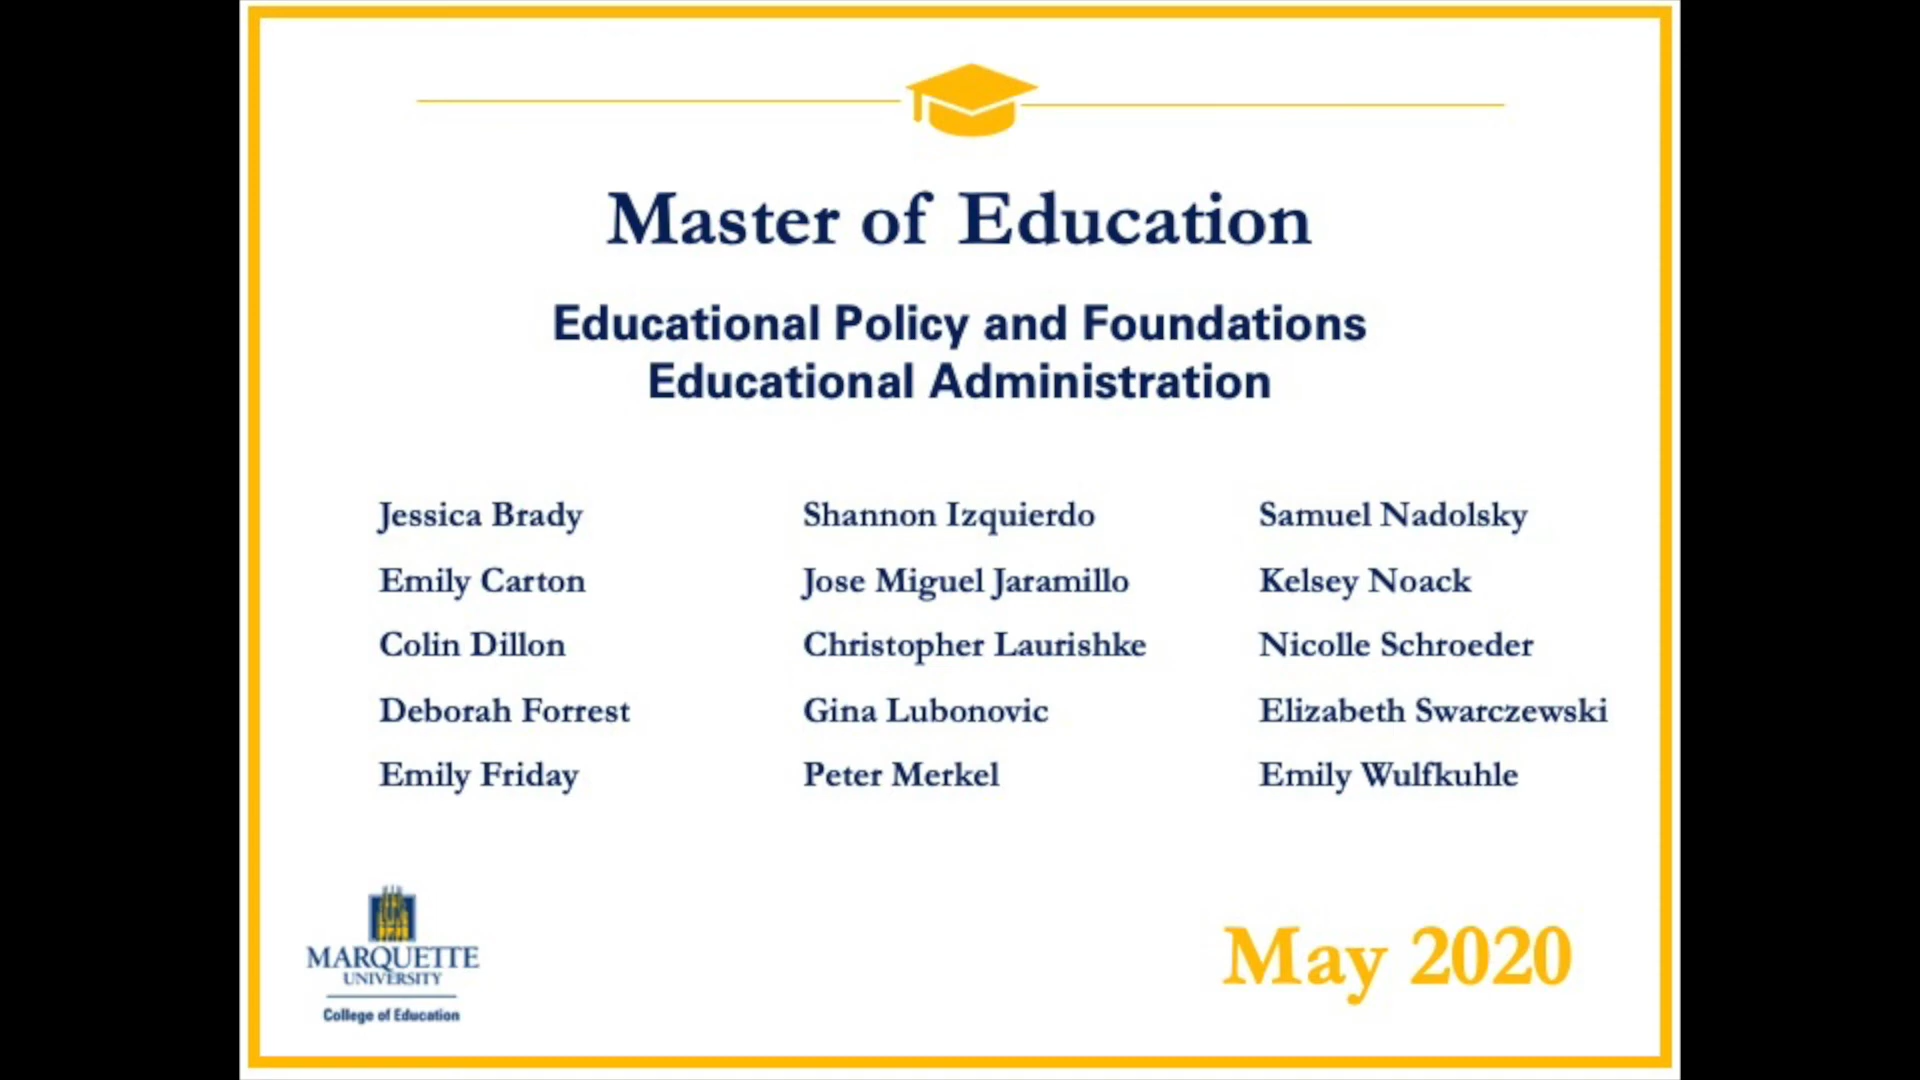 Master of Education
Educational Policy and Foundations
Educational Administration
Jessica Brady
Emily Carton
Colin Dillon
Deborah Forrest
Emily Friday
Shannon Izquierdo
Jose Miguel Jaramillo
Christopher Laurishke
Gina Lubonovic
Peter Merkel
Samuel Nadolsky
Kelsey Noack
Nicolle Schroeder
Elizabeth Swarczewski
Emily Wulfkuhle
MARQUETTE
UNIVERSITY
College of Education
May 2020